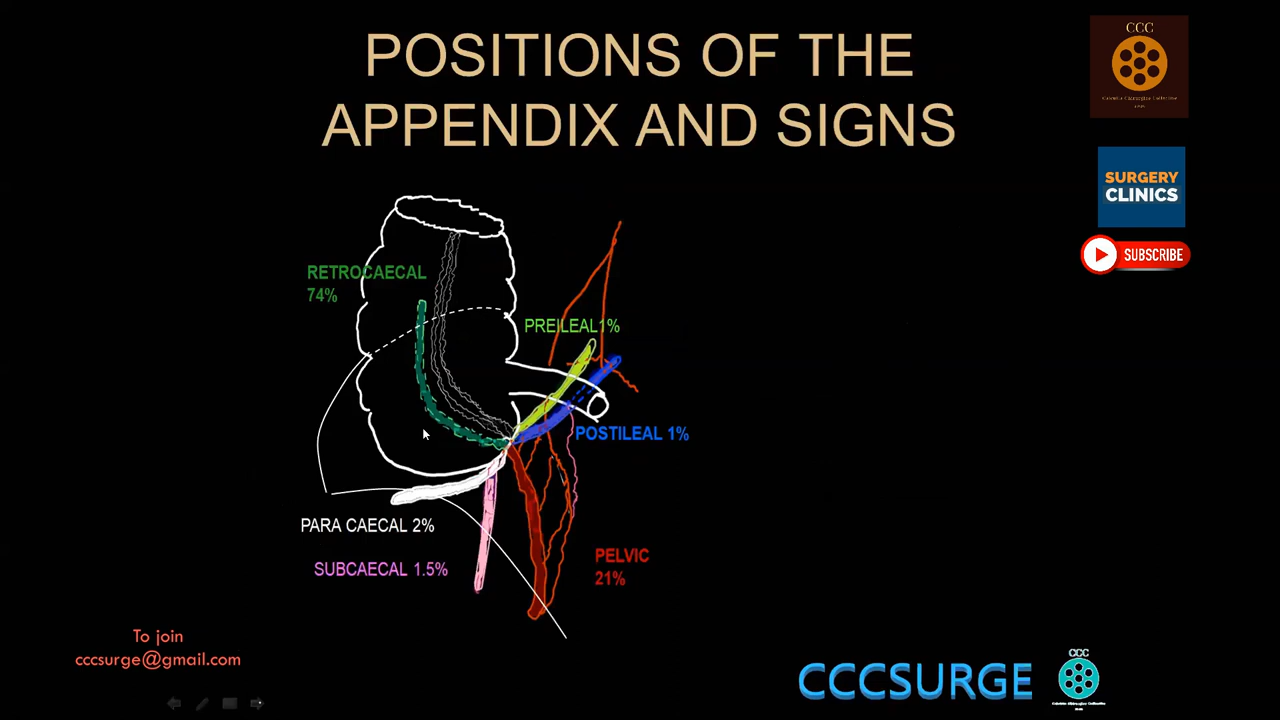 POSITIONS OF THE
APPENDIX AND SIGNS
CCC
SURGERY
CLINICS
SUBSCRIBE
RETROCAECAL
74%
PREILEAL1%
POSTILEAL 1%
PARA CAECAL 2%
SUBCAECAL 1.5%
PELVIC
21%
To join
cccsurge@gmail.com
CCCSURGE
CCC